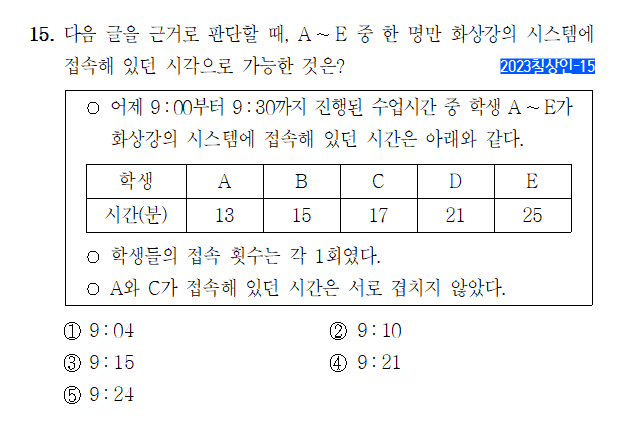 15. 다음 글을 근거로 판단할 때, A ~ E 중 한 명만 화상강의 시스템에
접속해 있던 시각으로 가능한 것은? 2023칠상인-15
○ 어제 9:00부터 9:30까지 진행된 수업시간 중 학생 A ~ E가
화상강의 시스템에 접속해 있던 시간은 아래와 같다.
학생 A B C D E
시간(분) 13 15 17 21 25
○ 학생들의 접속 횟수는 각 1회였다.
○ A와 C가 접속해 있던 시간은 서로 겹치지 않았다.
① 9:04 ② 9:10
③ 9:15 ④ 9:21
⑤ 9:24